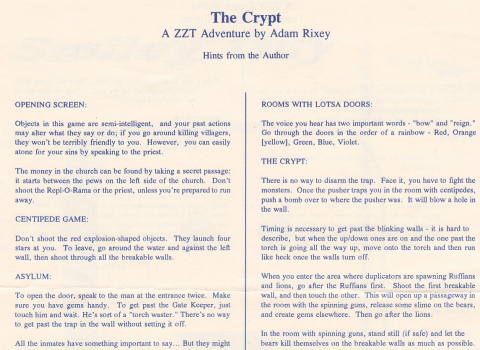 The Crypt
A ZZT Adventure by Adam Rixey
Hints from the Author
OPENING SCREEN:
Objects in this game are semi-intelligent, and your past actions
may alter what they say or do; if you go around killing villagers,
they won't be terribly friendly to you. However, you can easily
atone for your sins by speaking to the priest.
The money in the church can be found by taking a secret passage:
it starts between the pews on the left side of the church. Don't
shoot the Repl-O-Rama or the priest, unless you're prepared to run
away.
CENTIPEDE GAME:
Don't shoot the red explosion-shaped objects. They launch four
stars at you. To leave, go around the water and against the left
wall, then shoot through all the breakable walls.
ASYLUM:
To open the door, speak to the man at the entrance twice. Make
sure you have gems handy. To get past the Gate Keeper, just
touch him and wait. He's sort of a "torch waster." There's no way
to get past the trap in the wall without setting it off.
All the inmates have something important to say... But they might
ROOMS WITH LOTSA DOORS:
The voice you hear has two important words - "bow" and "reign."
Go through the doors in the order of a rainbow - Red, Orange
[yellow], Green, Blue, Violet.
THE CRYPT:
There is no way to disarm the trap. Face it, you have to fight the
monsters. Once the pusher traps you in the room with centipedes,
push a bomb over to where the pusher was. It will blow a hole in
the wall.
Timing is necessary to get past the blinking walls - it is hard to
describe, but when the up/down ones are on and the one past the
torch is going all the way up, move onto the torch and then run
like heck once the walls turn off.
When you enter the area where duplicators are spawning Ruffians
and lions, go after the Ruffians first. Shoot the first breakable
wall, and then touch the other. This will open up a passageway in
the room with the spinning guns, release some slime on the bears,
and create gems elsewhere. Then go after the lions.
In the room with spinning guns, stand still (if safe) and let the
bears kill themselves on the breakable walls as much as possible.